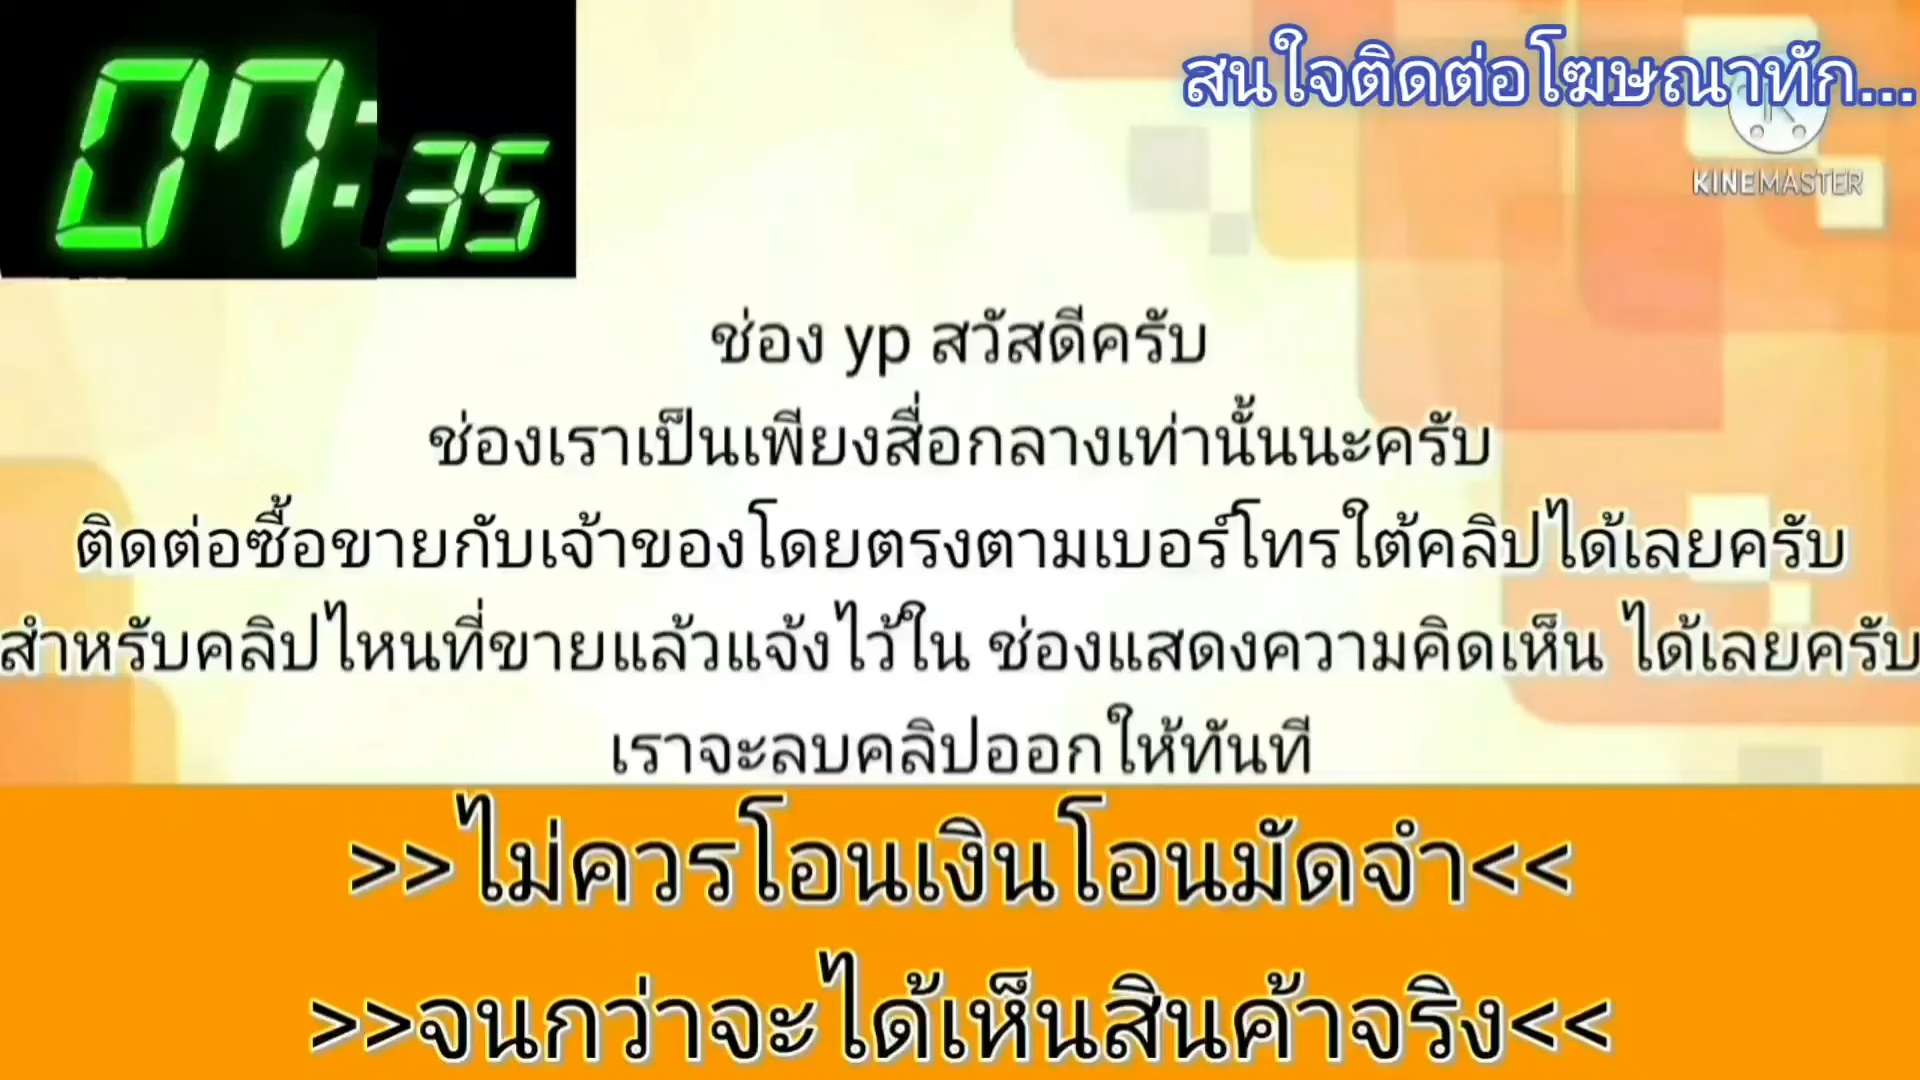 07:35
สนใจติดต่อโฆษณาทัก...
KINEMASTER
ช่อง yp สวัสดีครับ
ช่องเราเป็นเพียงสื่อกลางเท่านั้นนะครับ
ติดต่อซื้อขายกับเจ้าของโดยตรงตามเบอร์โทรใต้คลิปได้เลยครับ
สำหรับคลิปไหนที่ขายแล้วแจ้งไว้ใน ช่องแสดงความคิดเห็น ได้เลยครับ
เราจะลบคลิปออกให้ทันที
>>ไม่ควรโอนเงินโอนมัดจำ<<
>>จนกว่าจะได้เห็นสินค้าจริง<<